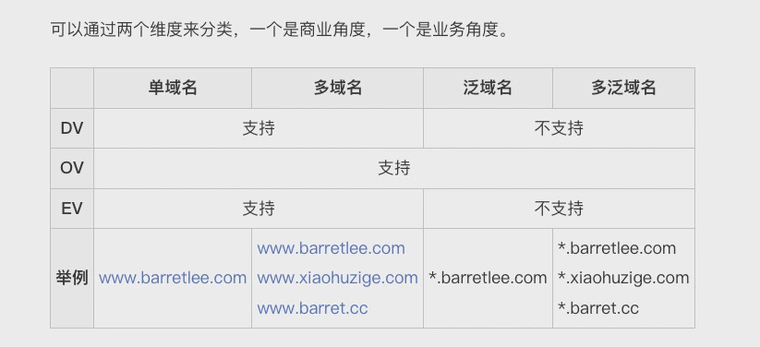 可以通过两个维度来分类，一个是商业角度，一个是业务角度。
单域名 多域名 泛域名 多泛域名
DV 支持 不支持
OV 支持
EV 支持 不支持
举例 www.barretlee.com www.barretlee.com www.xiaohuzige.com www.barret.cc *.barretlee.com *.barretlee.com *.xiaohuzige.com *.barret.cc